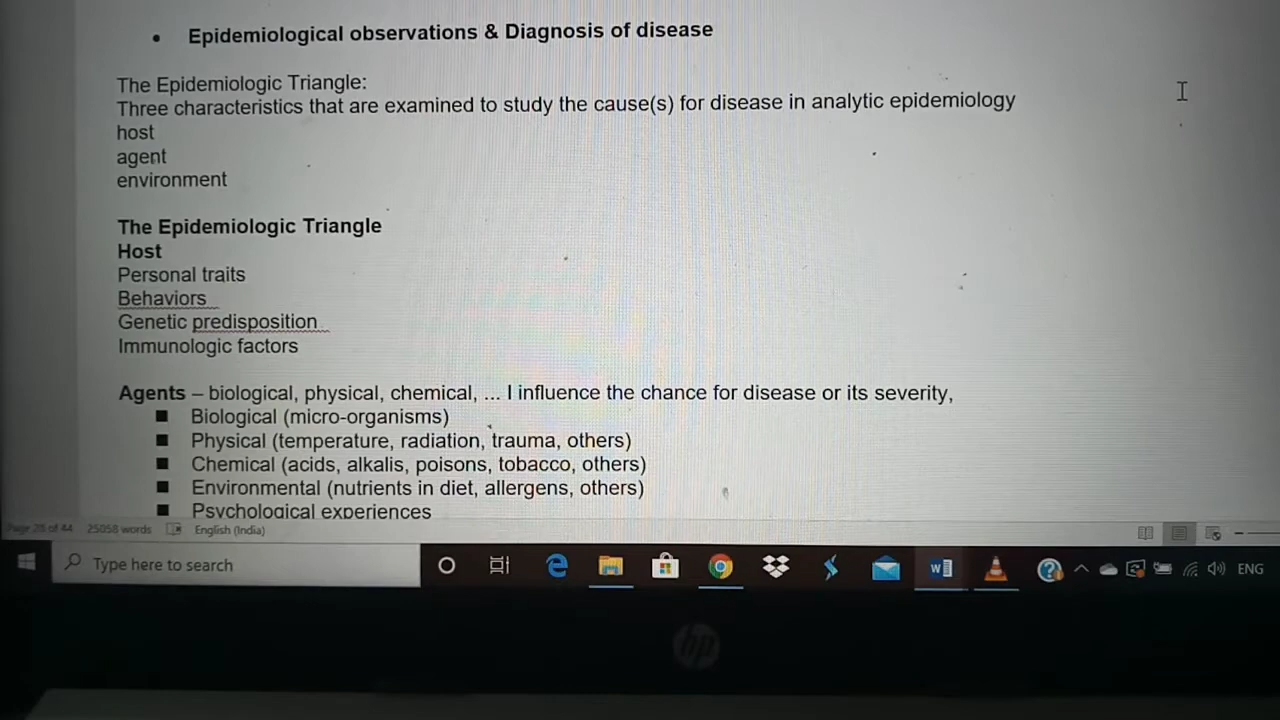 • Epidemiological observations & Diagnosis of disease
The Epidemiologic Triangle:
Three characteristics that are examined to study the cause(s) for disease in analytic epidemiology
host
agent
environment
The Epidemiologic Triangle
Host
Personal traits
Behaviors
Genetic predisposition
Immunologic factors
Agents – biological, physical, chemical, ... I influence the chance for disease or its severity,
■ Biological (micro-organisms)
■ Physical (temperature, radiation, trauma, others)
■ Chemical (acids, alkalis, poisons, tobacco, others)
■ Environmental (nutrients in diet, allergens, others)
■ Psychological experiences
Page of 44 25058 words English (India)
Type here to search
ENG
hp